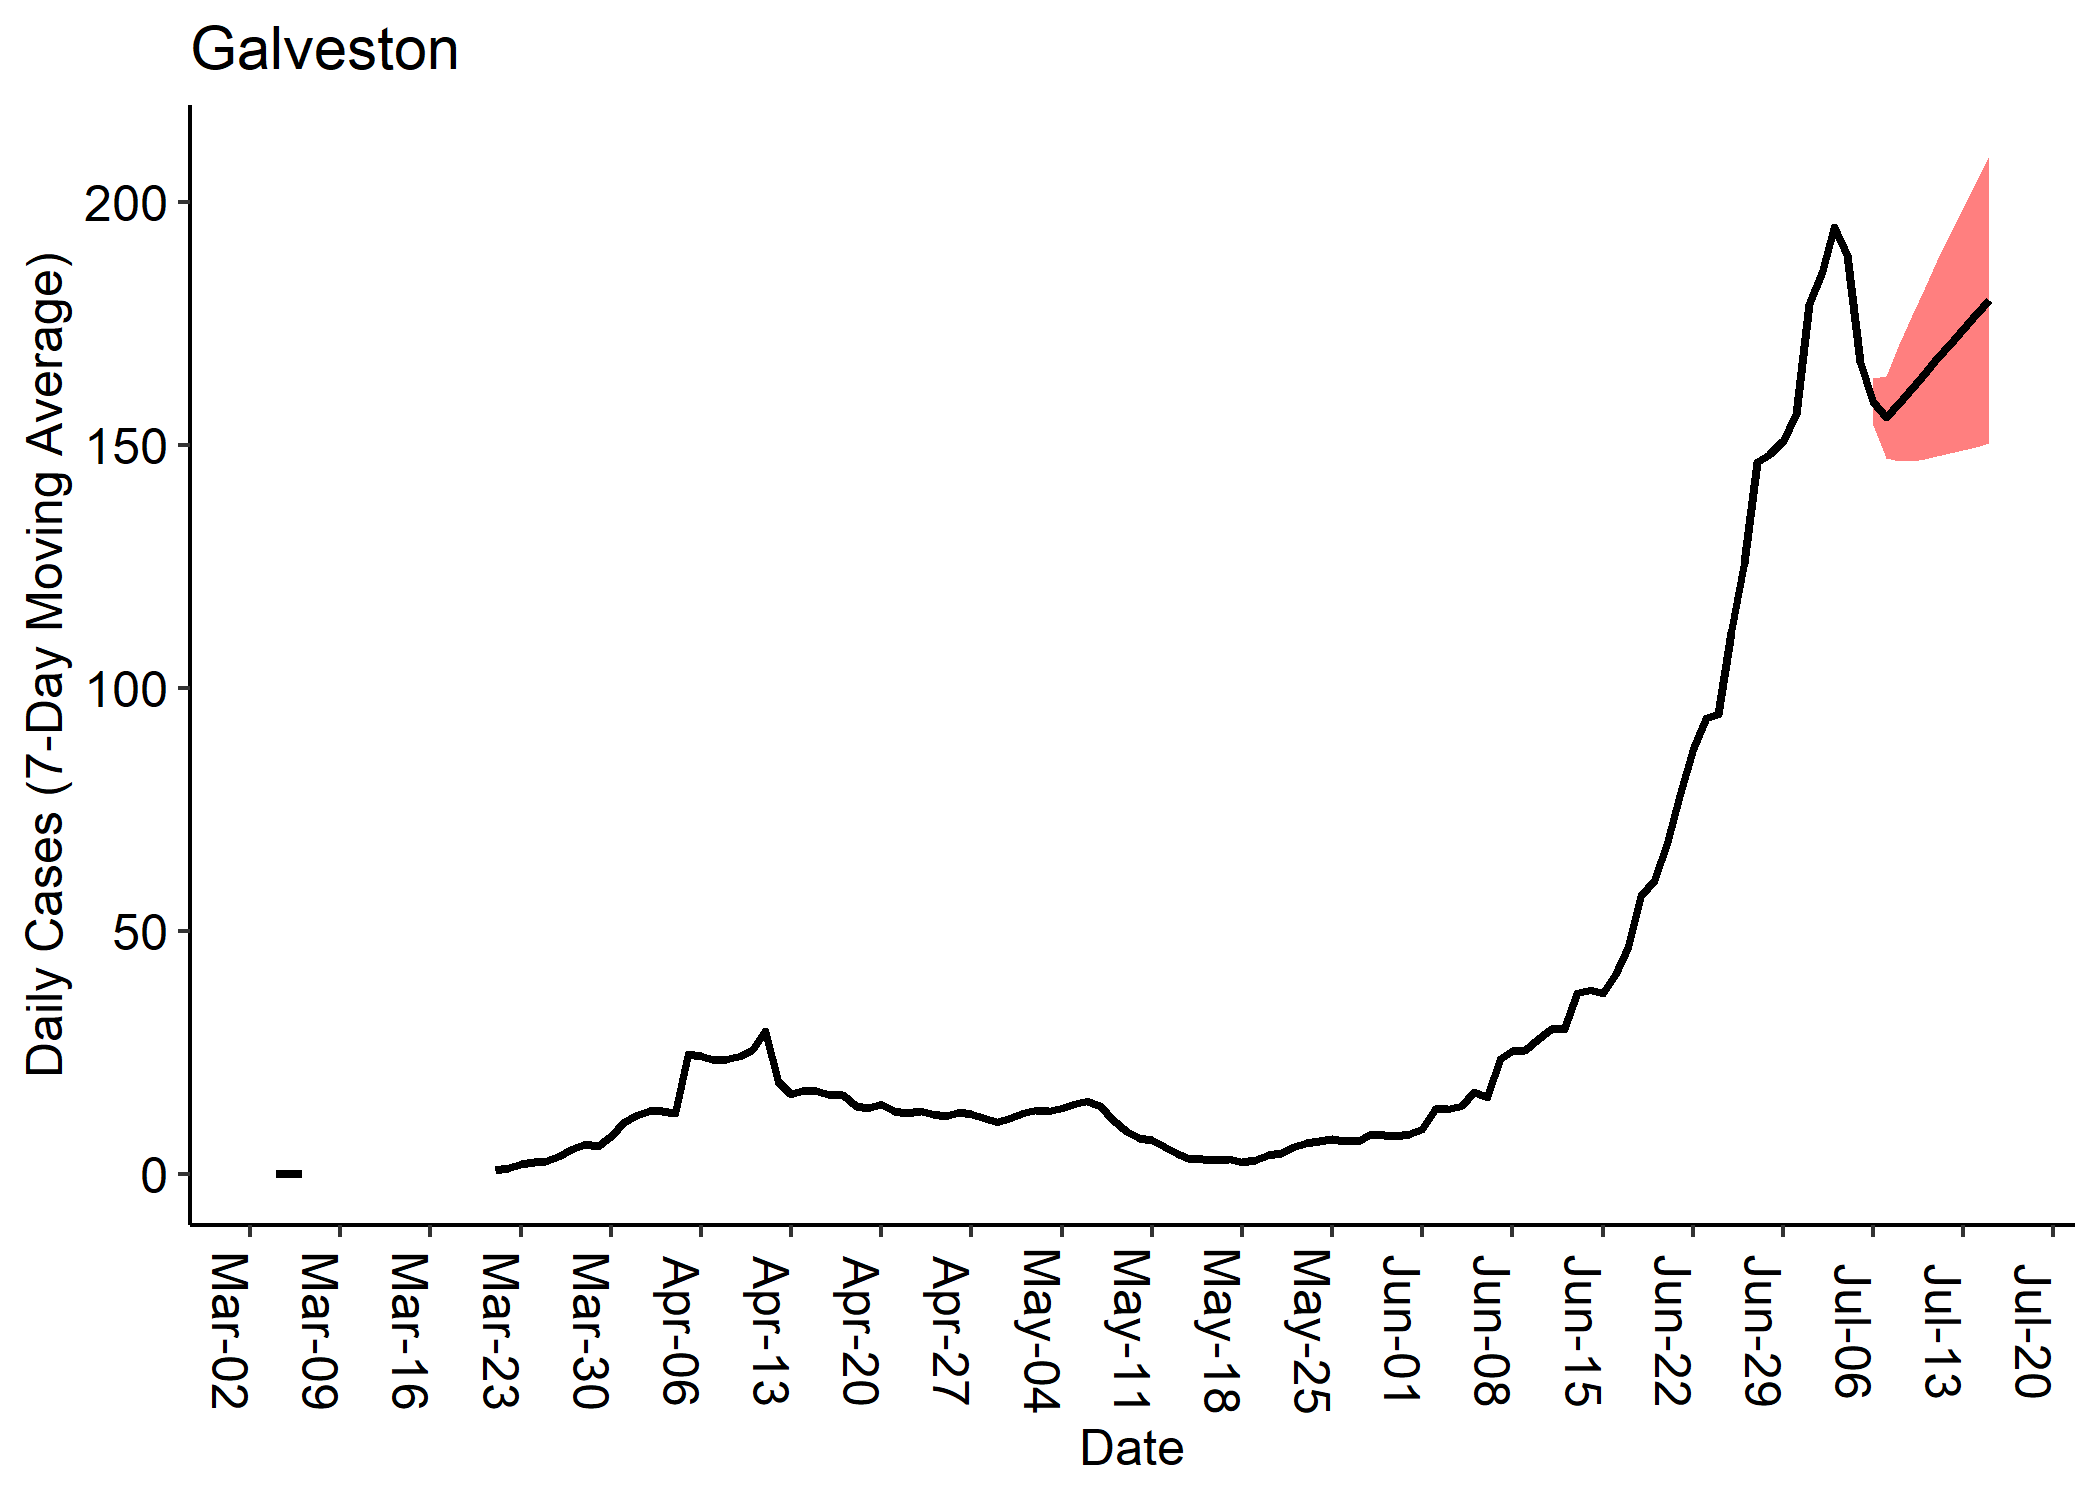 Galveston
Daily Cases (7-Day Moving Average)
200
150
100
50
0
Mar-02
Mar-09
Mar-16
Mar-23
Mar-30
Apr-06
Apr-13
Apr-20
Apr-27
May-04
May-11
May-18
May-25
Jun-01
Jun-08
Jun-15
Jun-22
Jun-29
Jul-06
Jul-13
Jul-20
Date